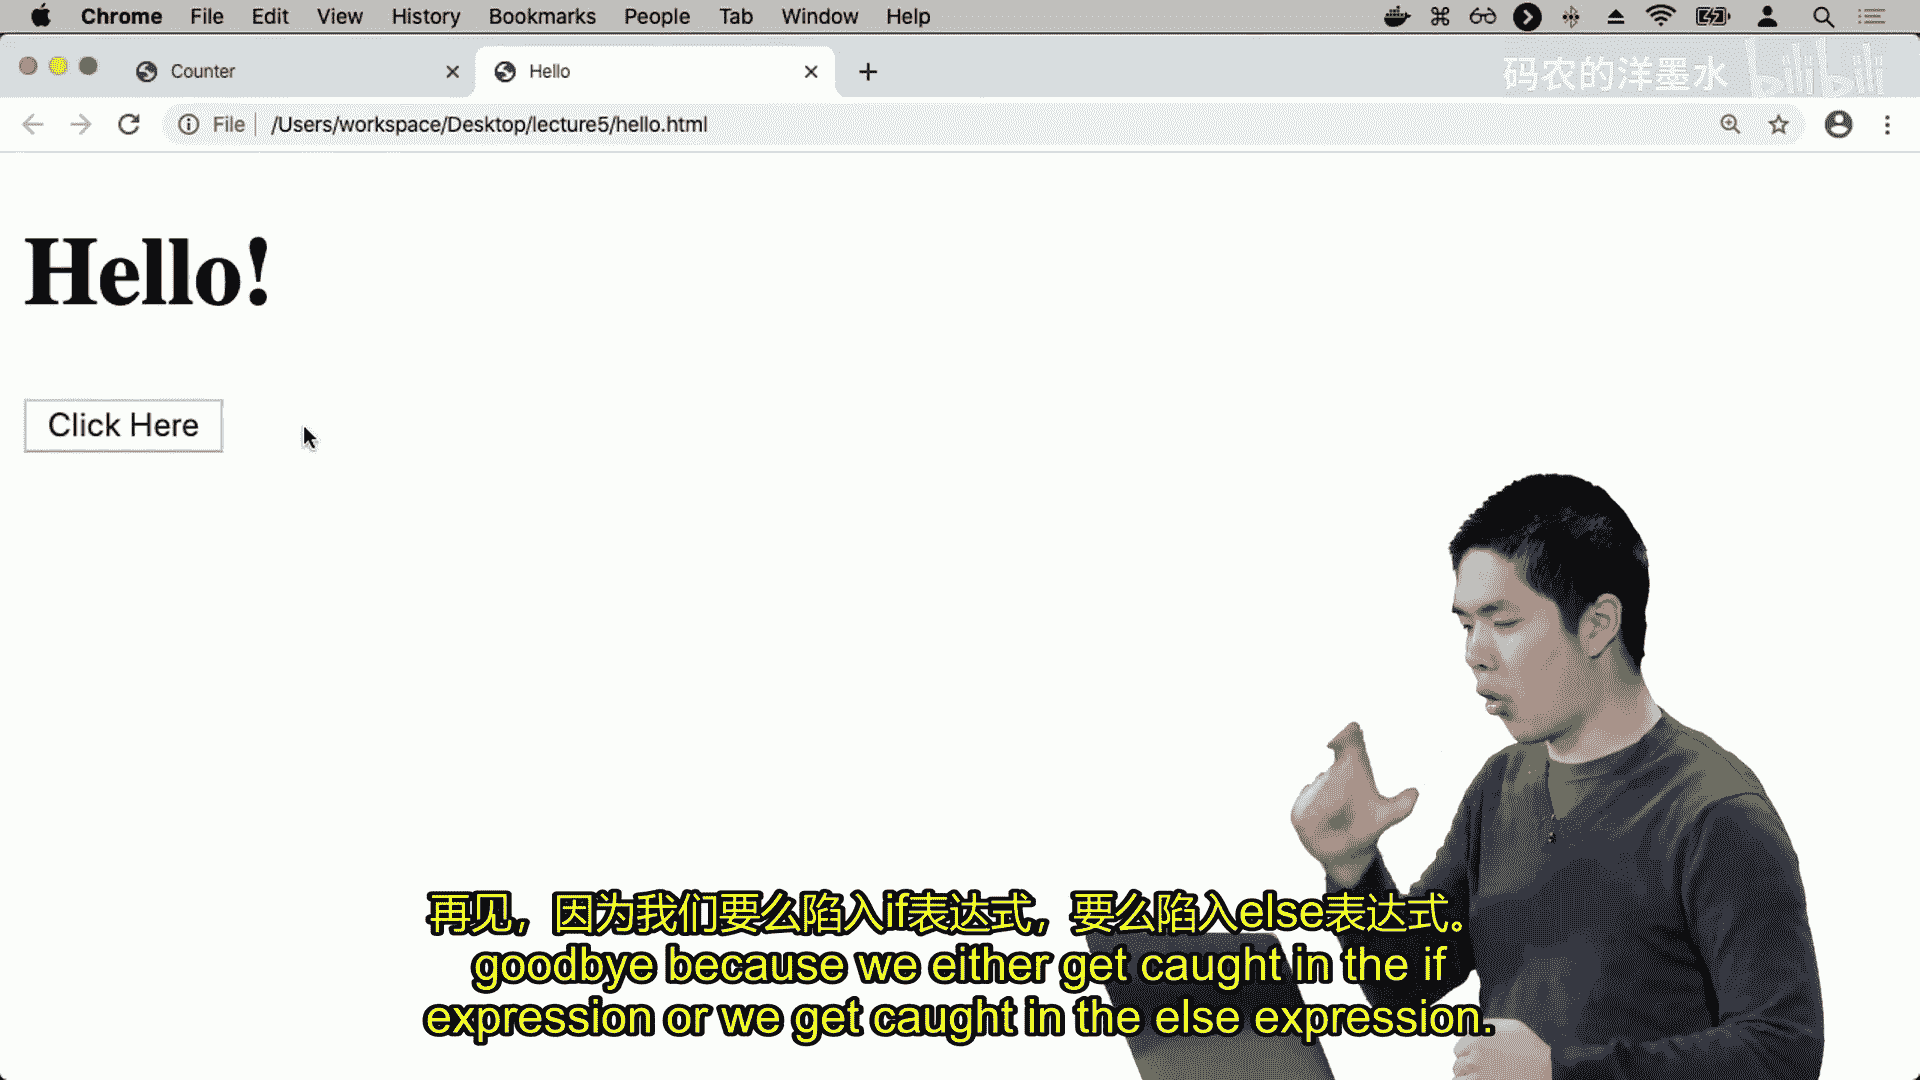 Chrome File Edit View History Bookmarks People Tab Window Help
Counter
Hello
码农的洋墨水 bilibili
File /Users/workspace/Desktop/lecture5/hello.html
Hello!
Click Here
再见，因为我们要么陷入if表达式，要么陷入else表达式。
goodbye because we either get caught in the if
expression or we get caught in the else expression.